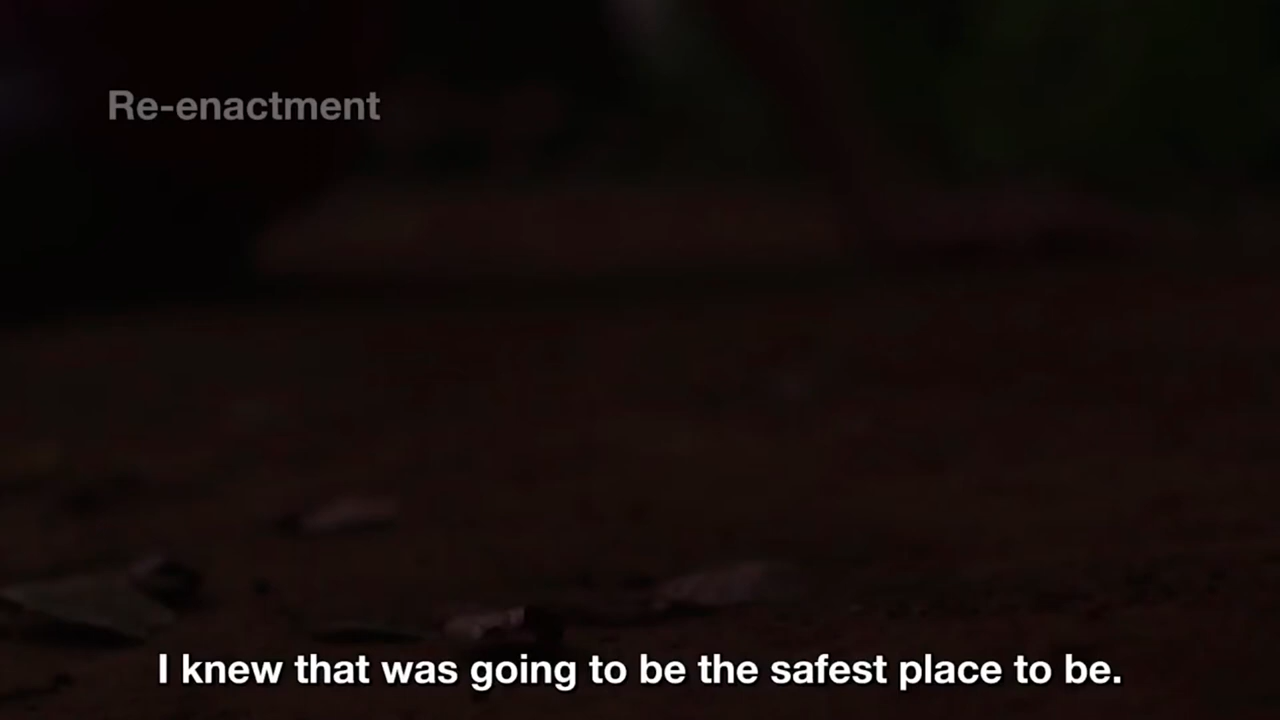 Re-enactment
I knew that was going to be the safest place to be.